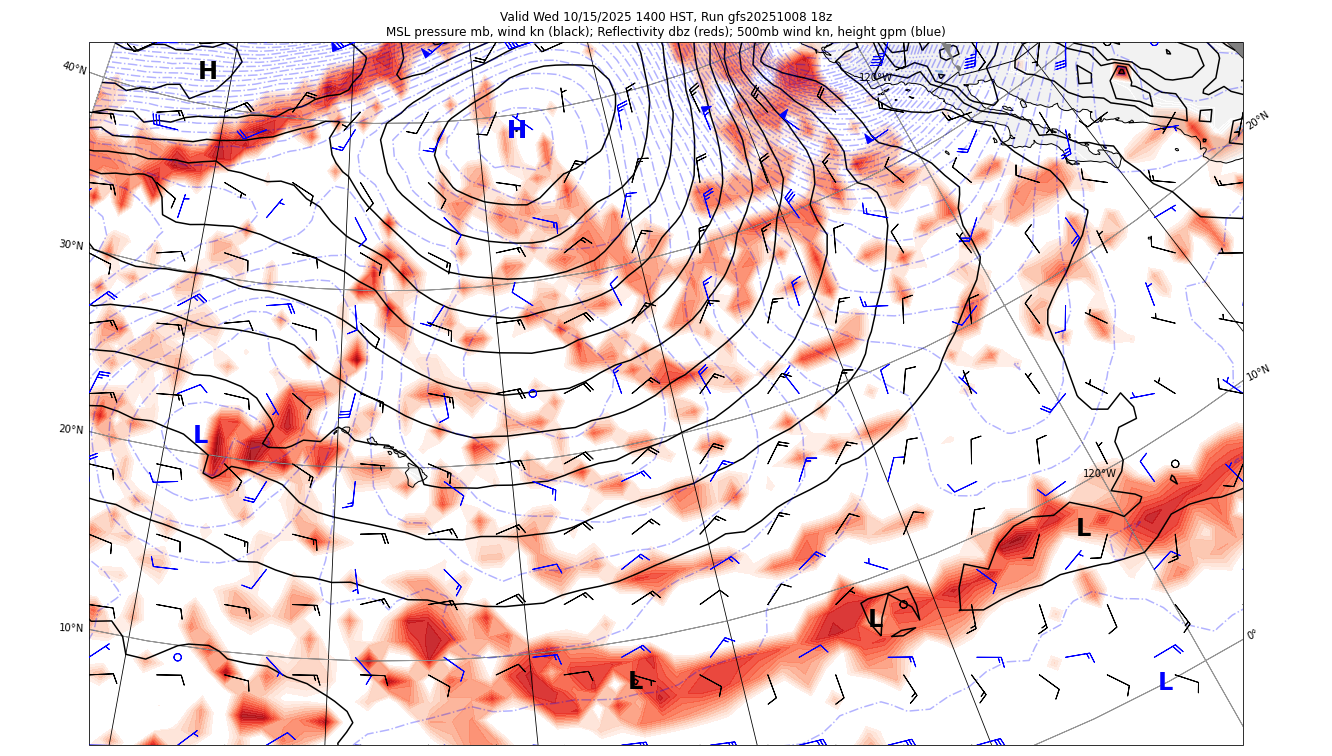 Valid Wed 10/15/2025 1400 HST, Run gfs20251008 18z
MSL pressure mb, wind kn (black); Reflectivity dbz (reds); 500mb wind kn, height gpm (blue)
40°N
H
120°W
20°N
H
30°N
10°N
20°N
L
120°W
L
10°N
L
0°
L
L